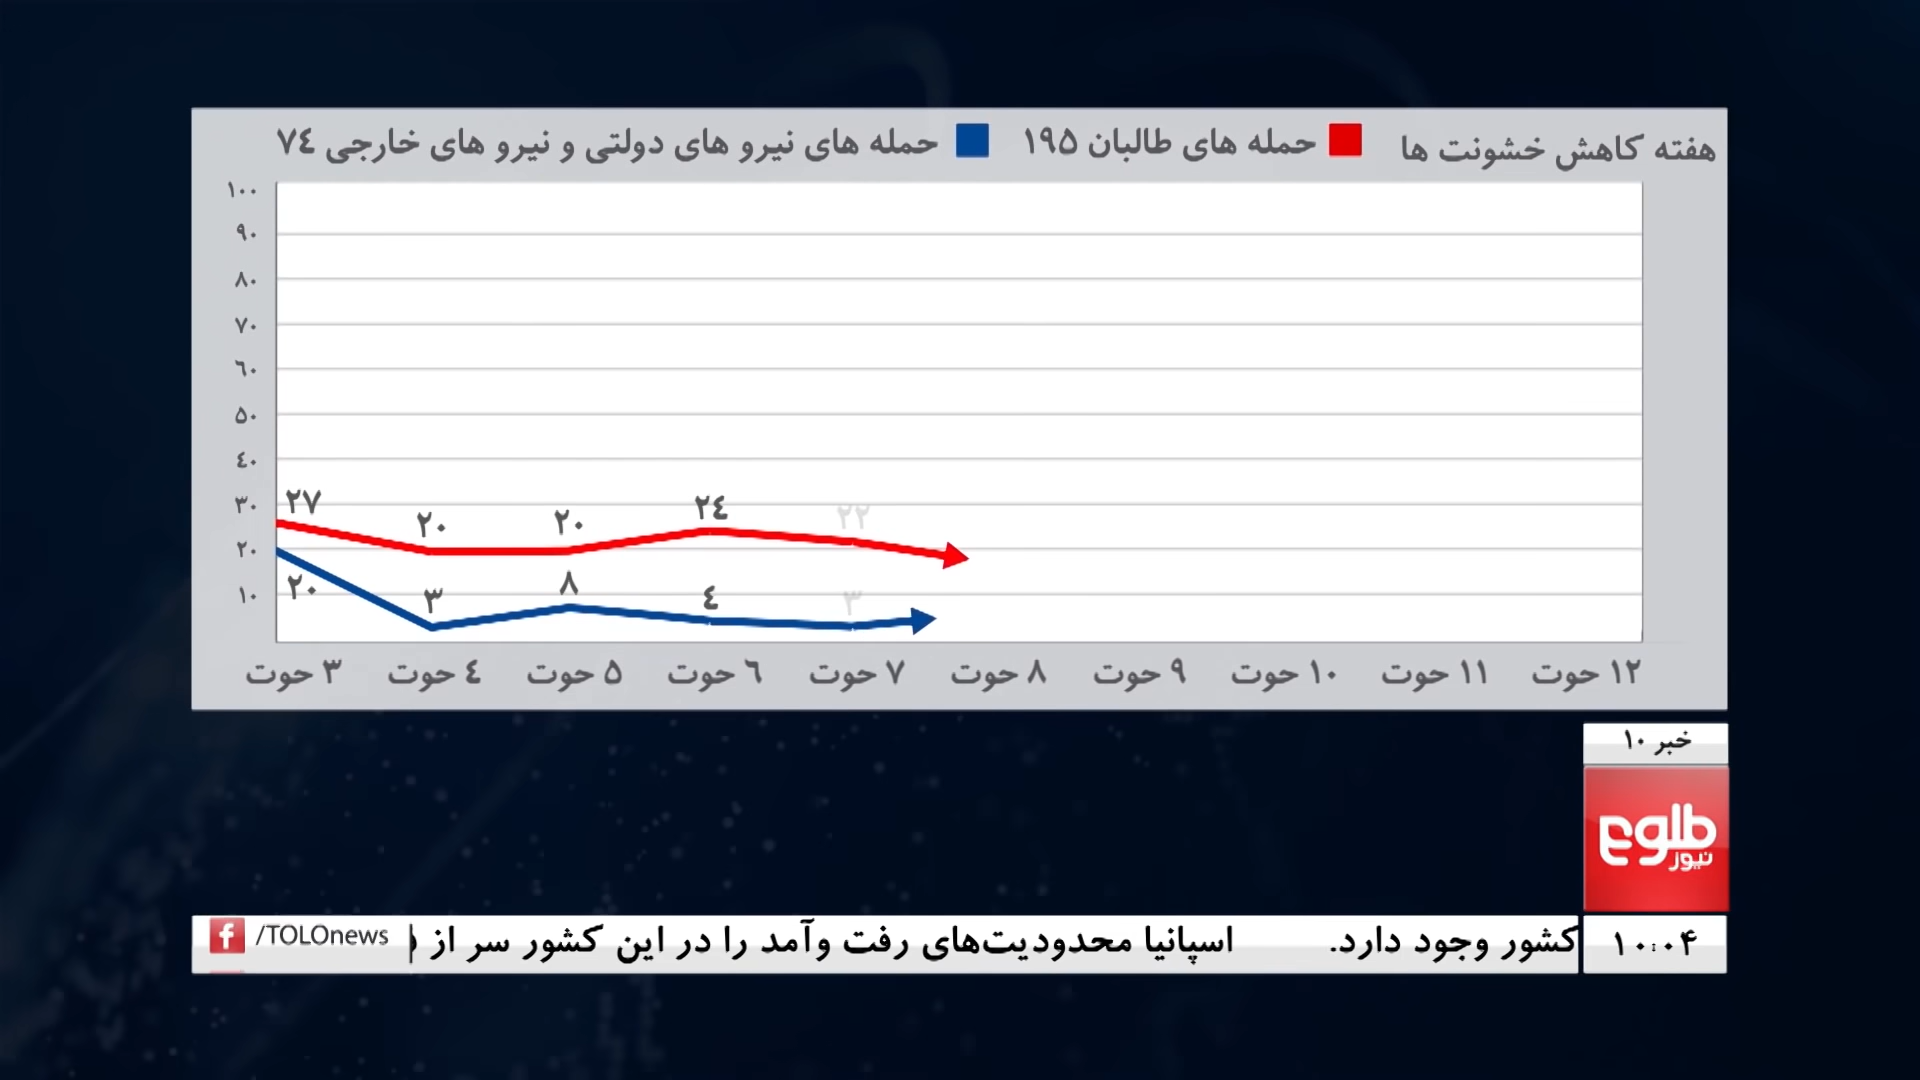 هفته کاهش خشونت ها
حمله های طالبان ۱۹۵
حمله های نیرو های دولتی و نیرو های خارجی ۷٤
۱۰۰
۹۰
۸۰
۷۰
٦۰
۵۰
٤۰
۳۰
۲۰
۱۰
۲۷
۲۰
۲۰
۲٤
۲۲
۲۰
۳
۸
٤
۳
۳ حوت
٤ حوت
۵ حوت
٦ حوت
۷ حوت
۸ حوت
۹ حوت
۱۰ حوت
۱۱ حوت
۱۲ حوت
خبر ۱۰
طلوع
نیوز
۱۰:۰۴
کشور وجود دارد.
اسپانیا محدودیت‌های رفت وآمد را در این کشور سر از
/TOLOnews